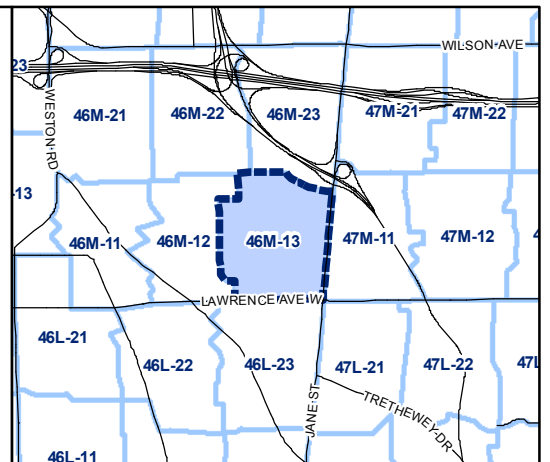 WILSON AVE
23
WESTON RD
46M-21
46M-22
46M-23
47M-21
47M-22
-13
46M-11
46M-12
46M-13
47M-11
47M-12
4
LAWRENCE AVE W
46L-21
46L-22
46L-23
47L-21
47L-22
47L
JANE ST
TRETHEWEY DR
46L-11